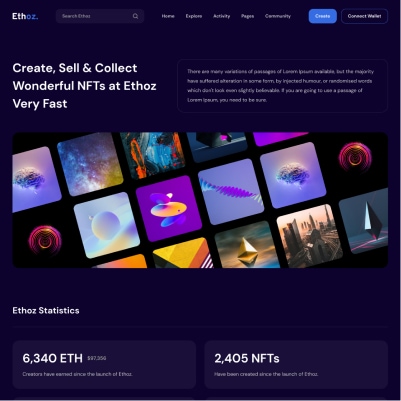 Ethoz.
Search Ethoz
Home
Explore
Activity
Pages
Community
Create
Connect Wallet
Create, Sell & Collect
Wonderful NFTs at Ethoz
Very Fast
There are many variations of passages of Lorem Ipsum available, but the majority
have suffered alteration in some form, by injected humour, or randomised words
which don't look even slightly believable. If you are going to use a passage of
Lorem Ipsum, you need to be sure.
Ethoz Statistics
6,340 ETH $97,356
Creators have earned since the launch of Ethoz.
2,405 NFTs
Have been created since the launch of Ethoz.